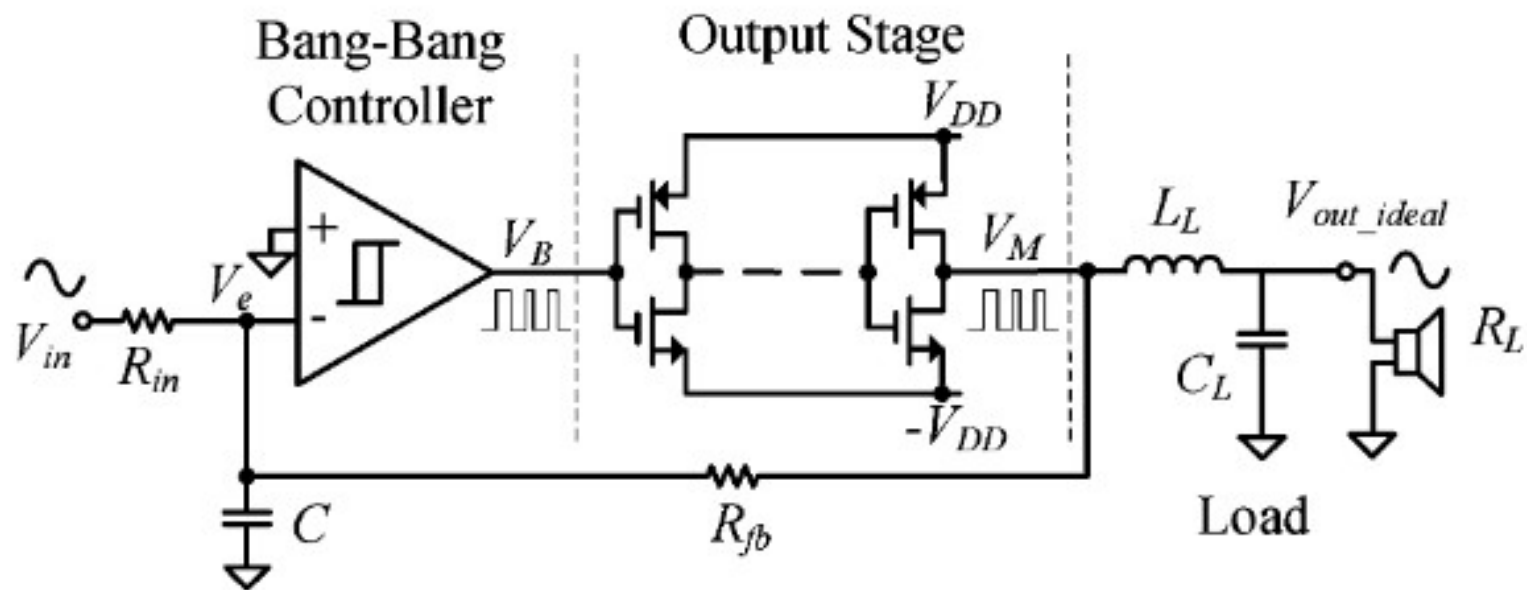 Bang-Bang
Controller
Output Stage
V_DD
+
V_B
V_M
L_L
V_out_ideal
V_e
-
V_in
R_in
C_L
R_L
-V_DD
C
R_fb
Load